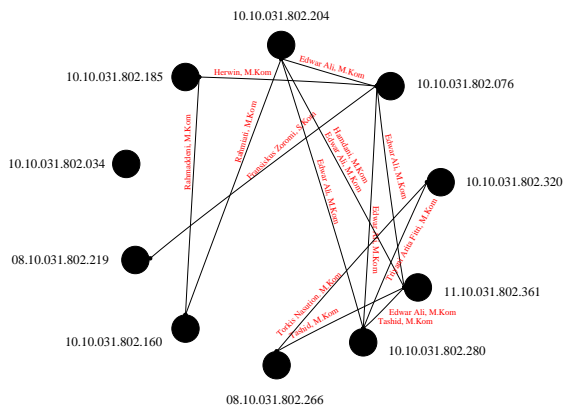 10.10.031.802.204
Edwar Ali, M.Kom
10.10.031.802.185
Herwin, M.Kom
10.10.031.802.076
Rahmaddeni, M.Kom
Rahmiati, M.Kom
Fransiskus Zoromi, S.Kom
Hamdani, M.Kom
Edwar Ali, M.Kom
Edwar Ali, M.Kom
10.10.031.802.034
Edwar Ali, M.Kom
10.10.031.802.320
Edwar Ali, M.Kom
M.Kom
08.10.031.802.219
11.10.031.802.361
Torkis Nasution, M.Kom
Tashid, M.Kom
Edwar Ali, M.Kom
Tashid, M.Kom
10.10.031.802.160
10.10.031.802.280
08.10.031.802.266